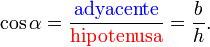 cos α = adyacente / hipotenusa = b / h.